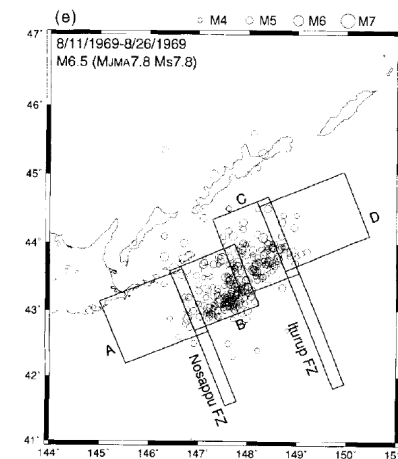 (e)
M4 M5 M6 M7
8/11/1969-8/26/1969
M6.5 (MJMA7.8 MS7.8)
47°
46°
45°
44°
43°
42°
41°
C
D
A
B
Nosappu FZ
Iturup FZ
144° 145° 146° 147° 148° 149° 150° 151°